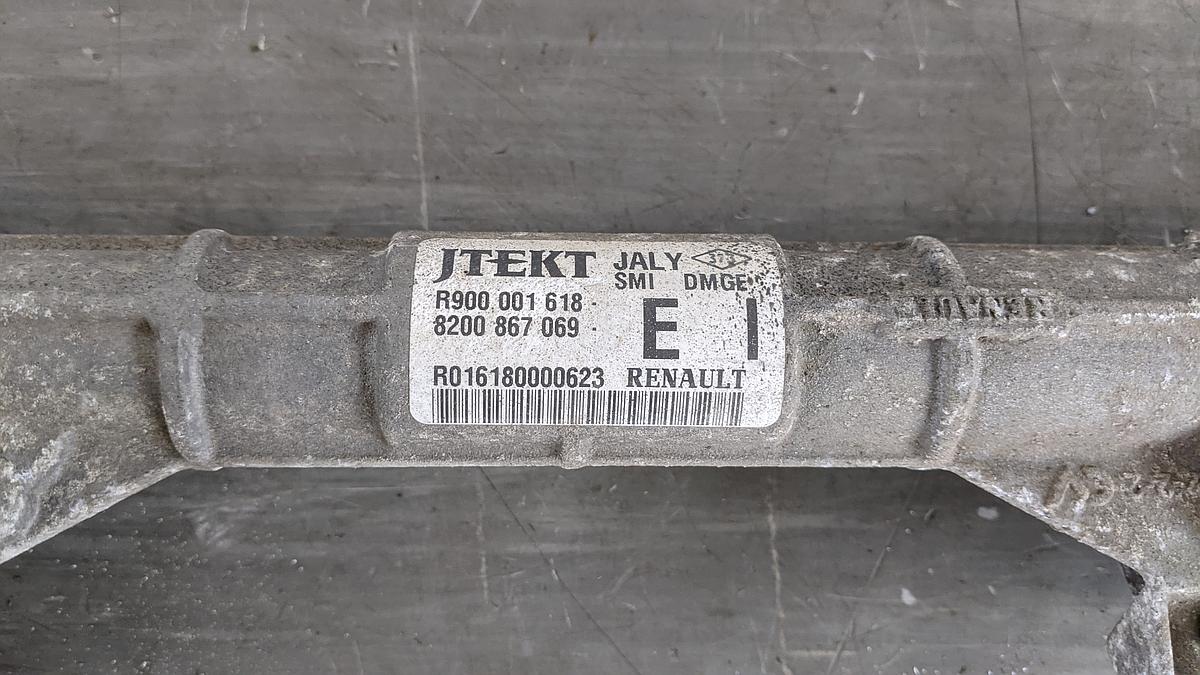 JTEKT JALY
SMI DMGE
R900 001 618
8200 867 069
E I
R016180000623 RENAULT